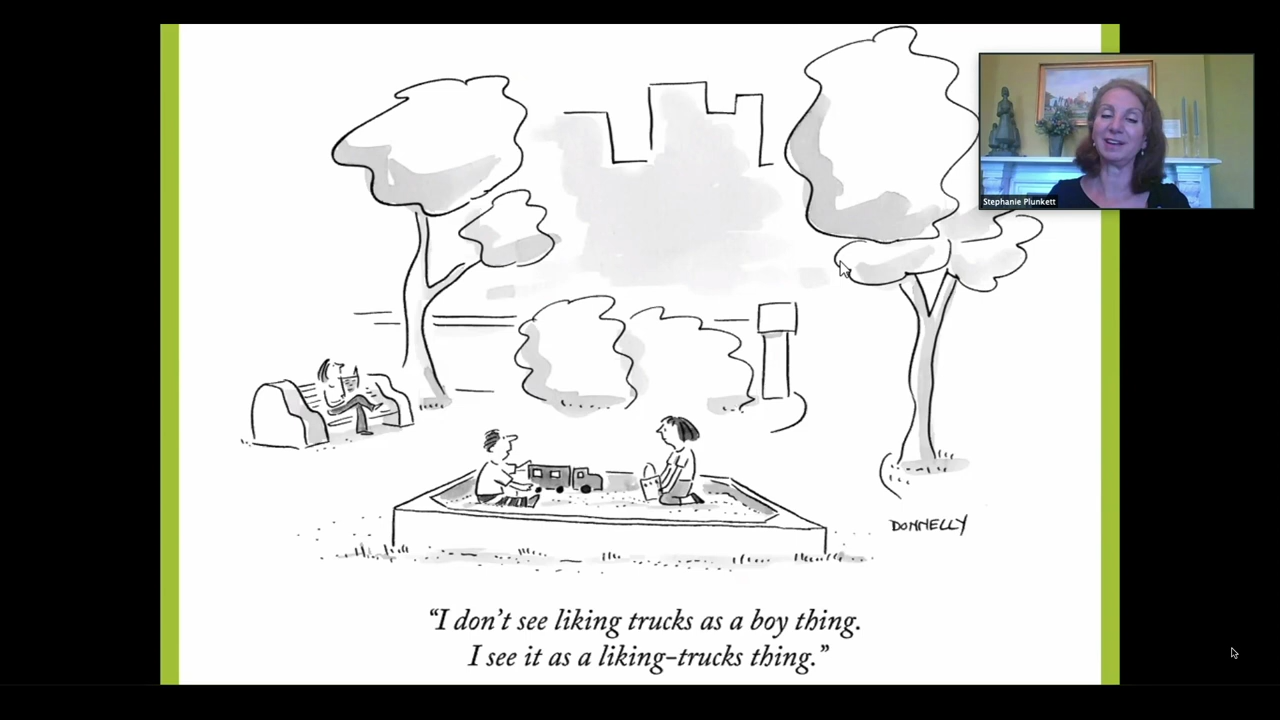 Stephanie Plunkett
DONNELLY
“I don’t see liking trucks as a boy thing.
I see it as a liking-trucks thing.”